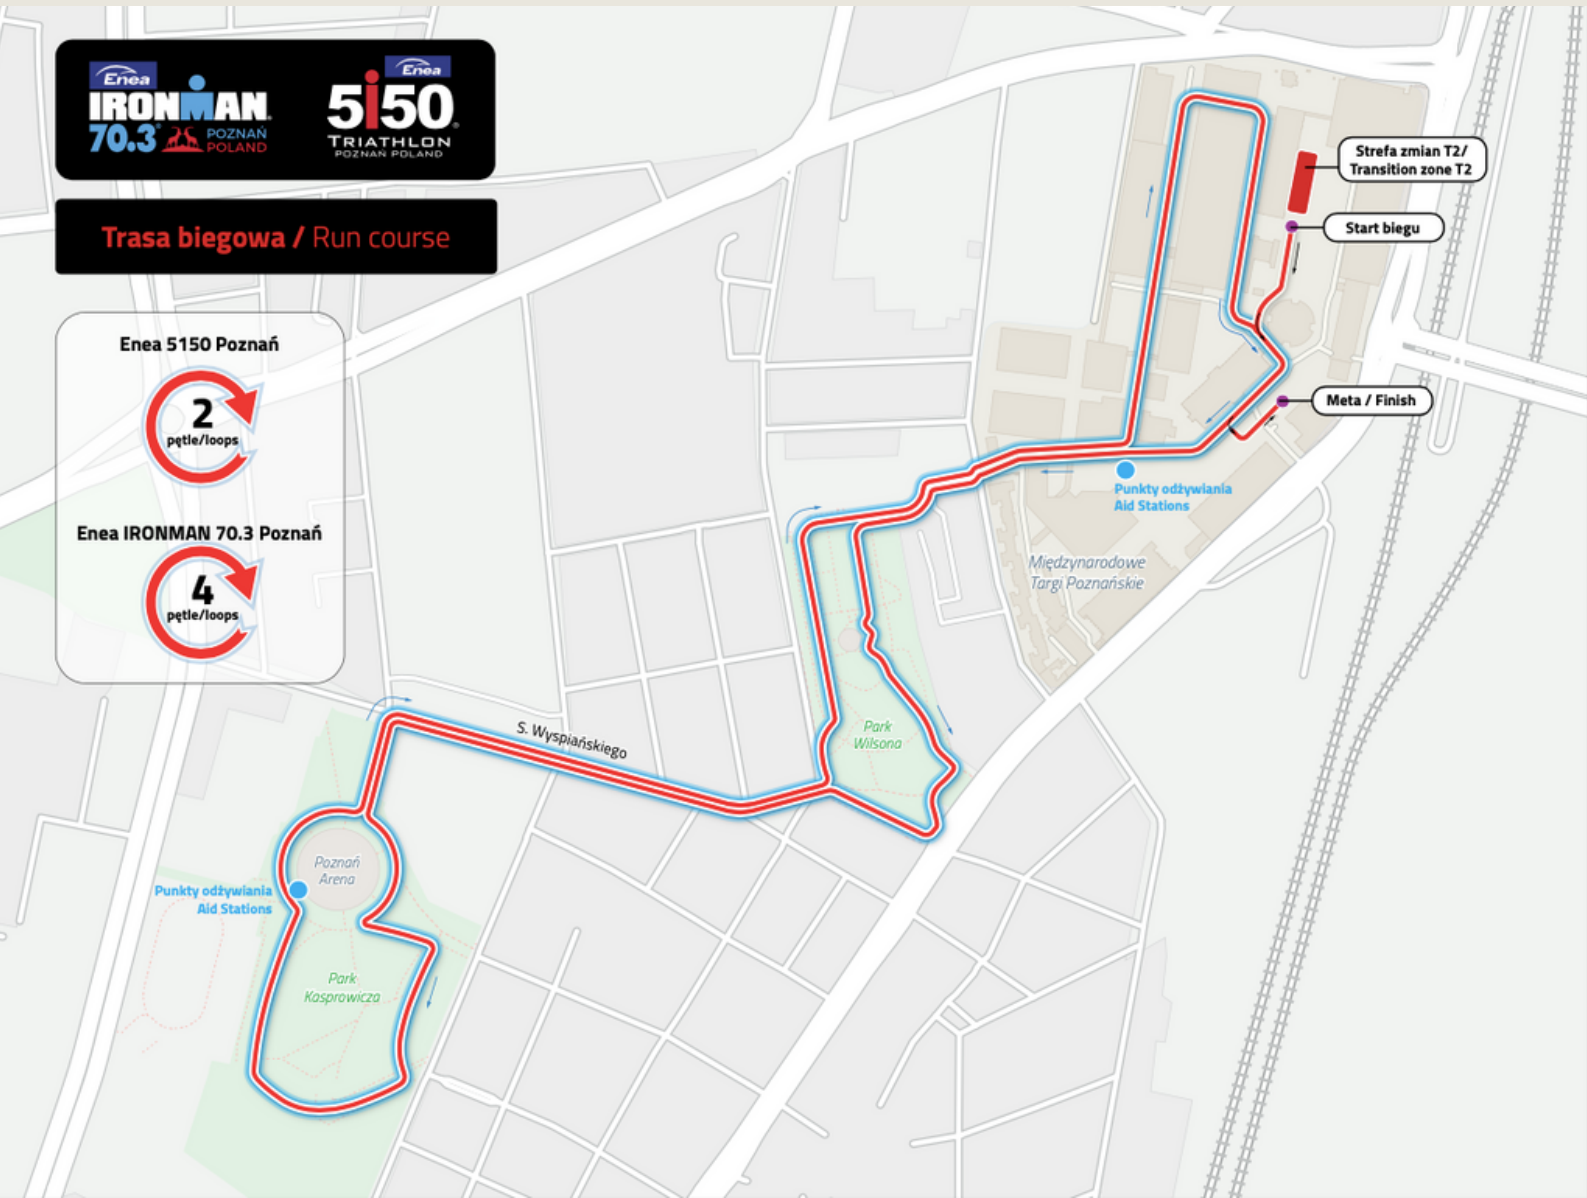 Enea
IRONMAN
70.3 POZNAŃ
POLAND
Enea
5i50
TRIATHLON
POZNAŃ POLAND
Trasa biegowa / Run course
Enea 5150 Poznań
2
pętle/loops
Enea IRONMAN 70.3 Poznań
4
pętle/loops
Strefa zmian T2/
Transition zone T2
Start biegu
Meta / Finish
Punkty odżywiania
Aid Stations
Międzynarodowe
Targi Poznańskie
Park
Wilsona
S. Wyspiańskiego
Poznań
Arena
Punkty odżywiania
Aid Stations
Park
Kasprowicza